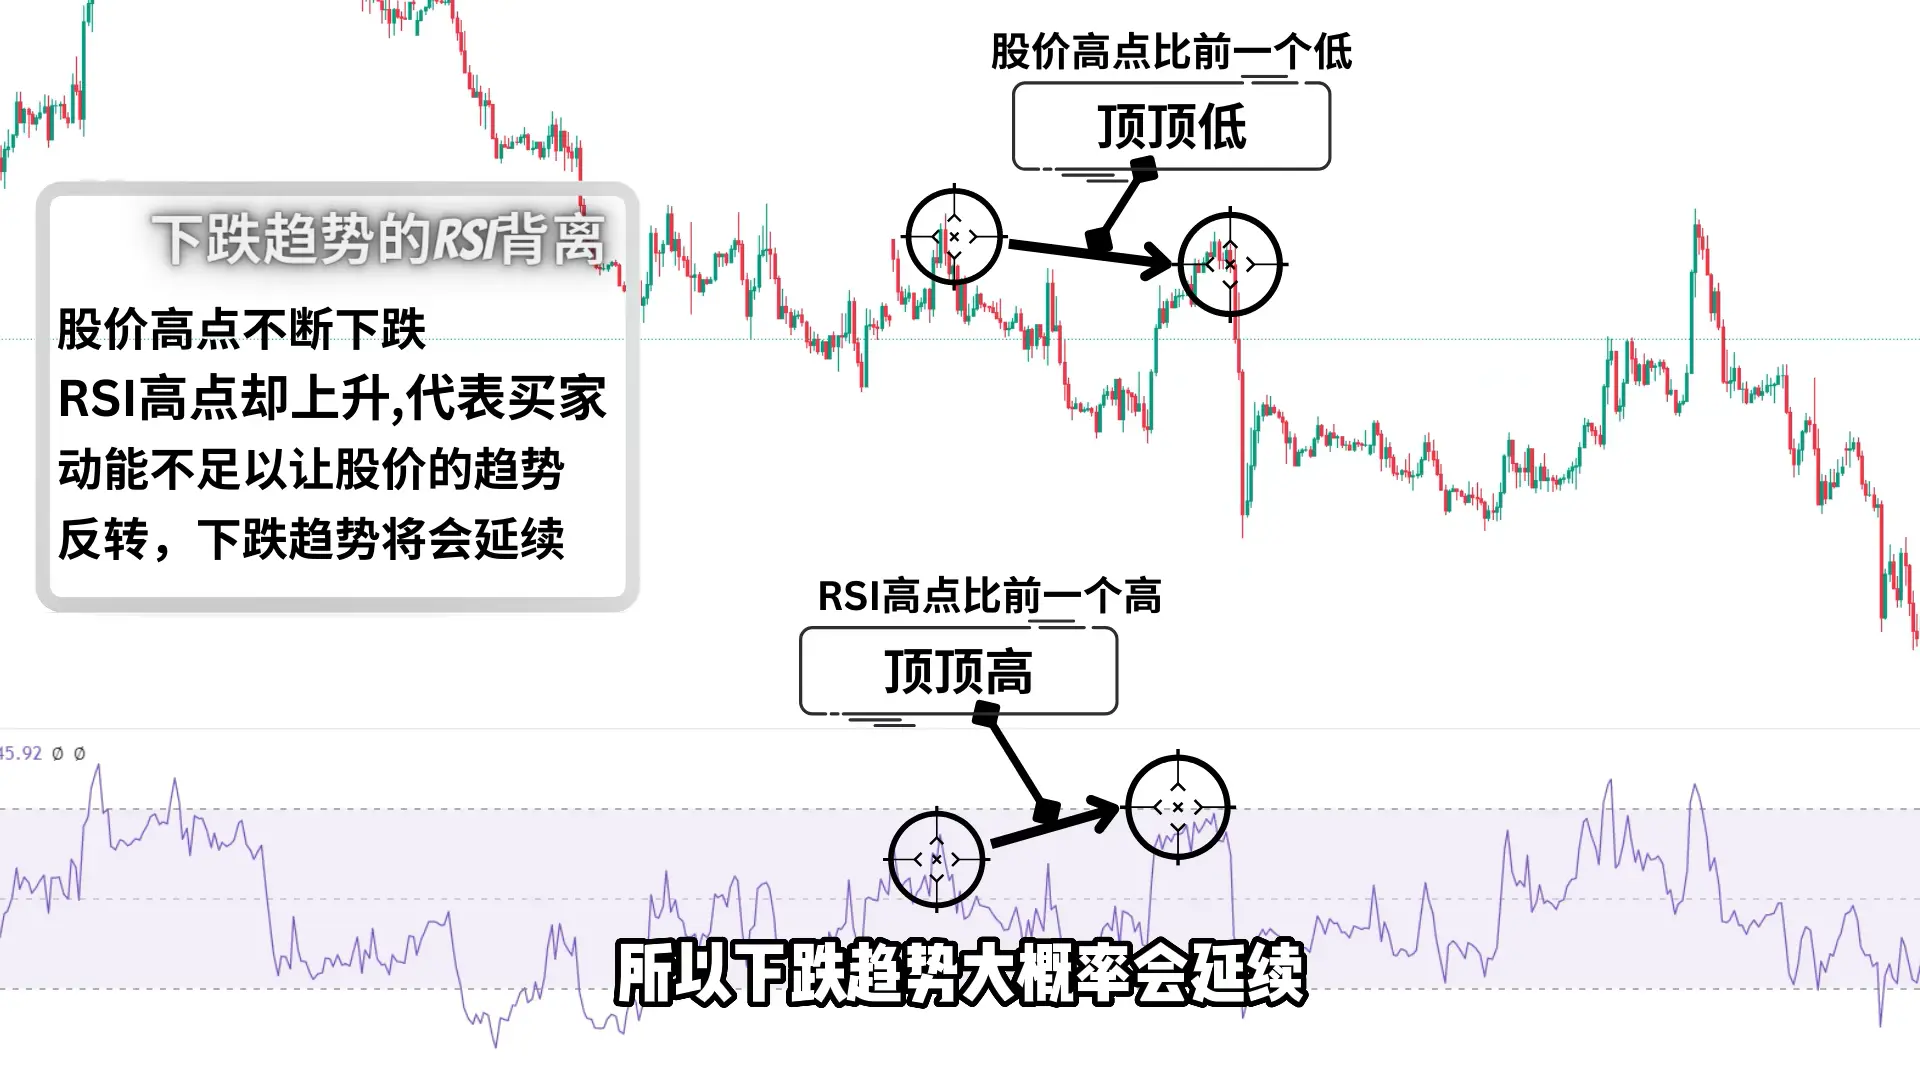 股价高点比前一个低
顶顶低
下跌趋势的RSI背离
股价高点不断下跌
RSI高点却上升,代表买家
动能不足以让股价的趋势
反转，下跌趋势将会延续
RSI高点比前一个高
顶顶高
45.92 Ø Ø
所以下跌趋势大概率会延续